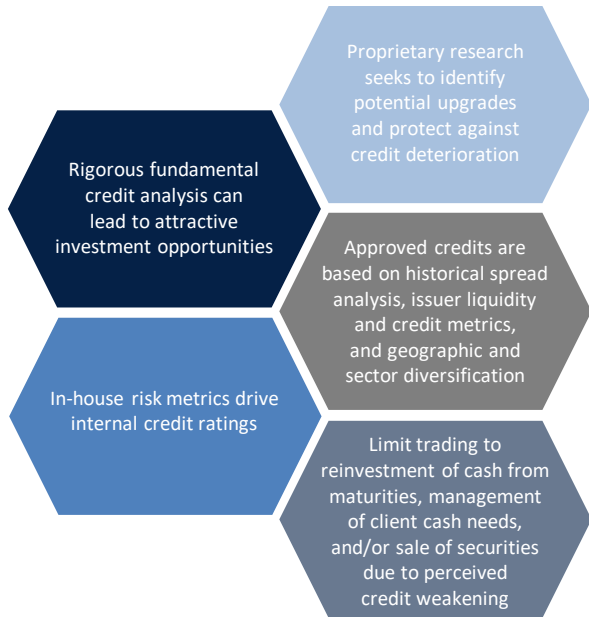 Proprietary research
seeks to identify
potential upgrades
and protect against
credit deterioration
Rigorous fundamental
credit analysis can
lead to attractive
investment opportunities
Approved credits are
based on historical spread
analysis, issuer liquidity
and credit metrics,
and geographic and
sector diversification
In-house risk metrics drive
internal credit ratings
Limit trading to
reinvestment of cash from
maturities, management
of client cash needs,
and/or sale of securities
due to perceived
credit weakening